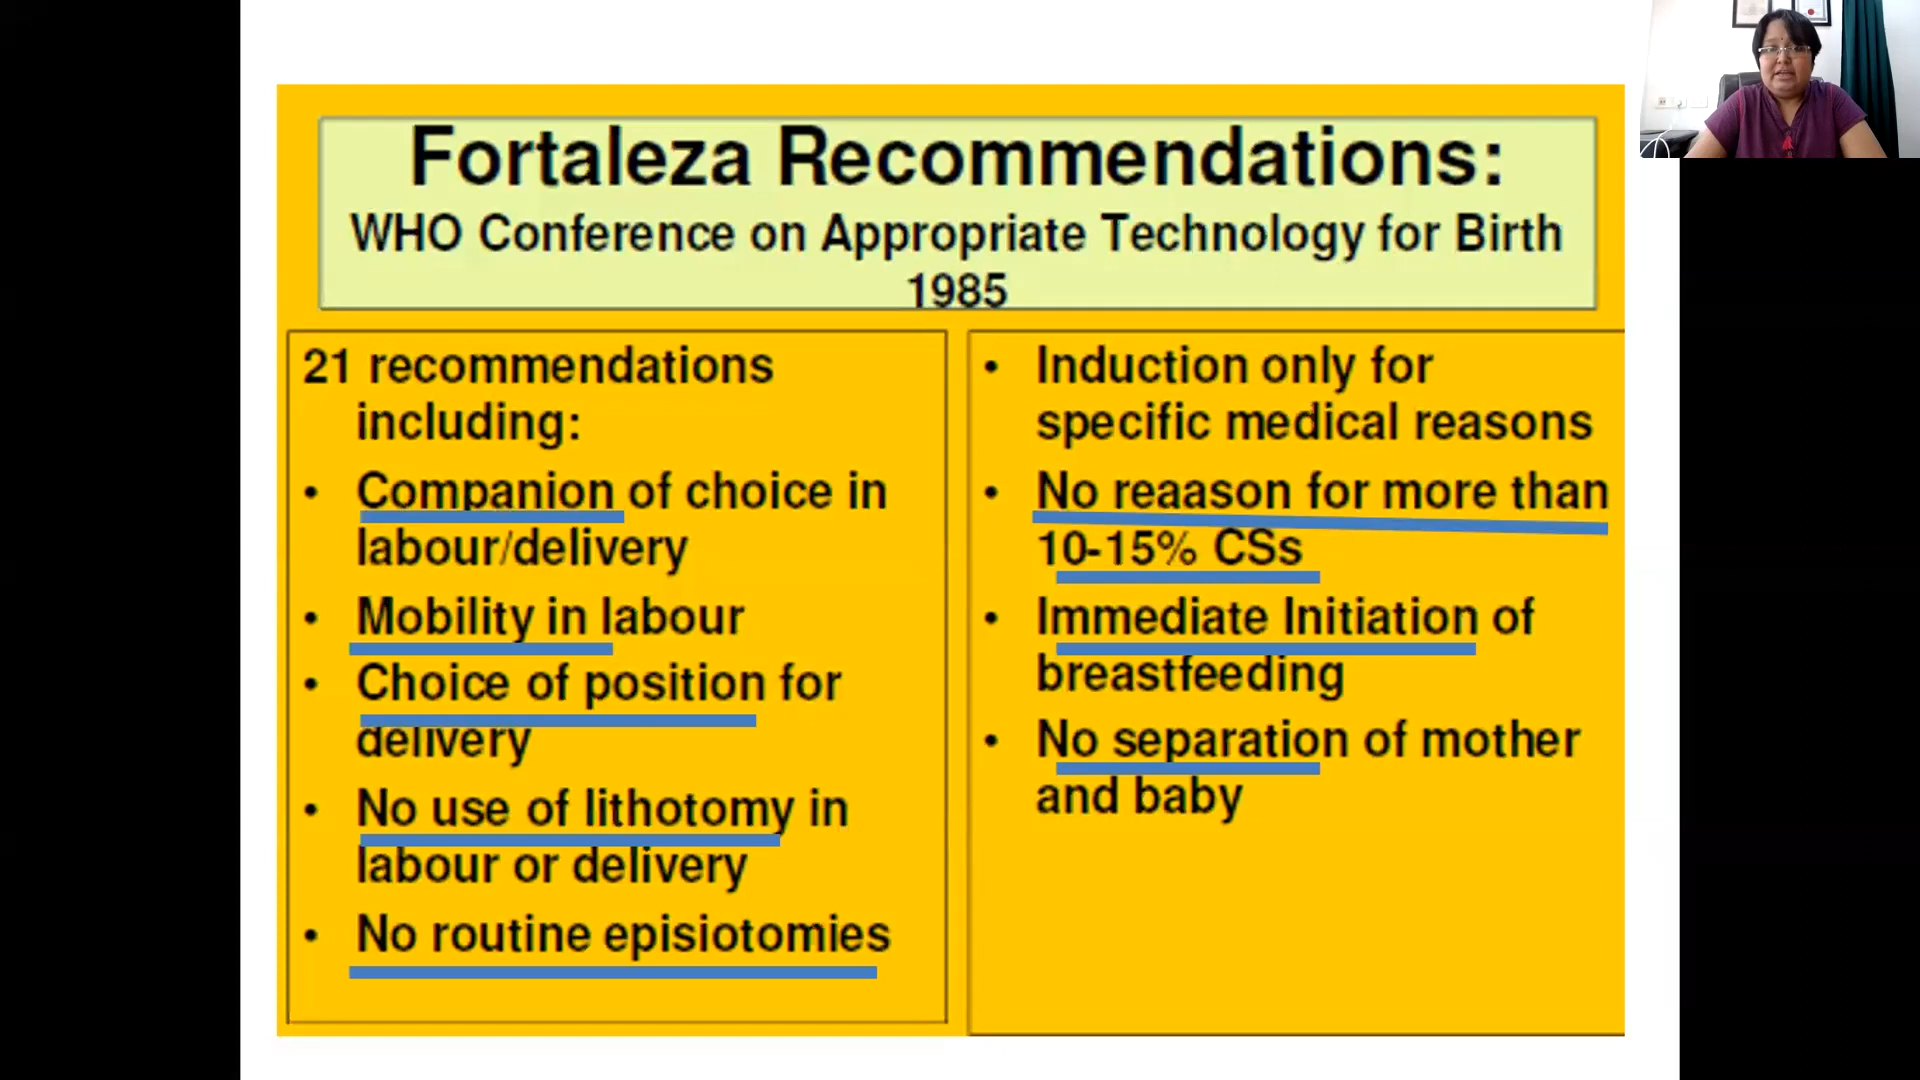 Fortaleza Recommendations:
WHO Conference on Appropriate Technology for Birth
1985
21 recommendations
including:
• Companion of choice in
labour/delivery
• Mobility in labour
• Choice of position for
delivery
• No use of lithotomy in
labour or delivery
• No routine episiotomies
• Induction only for
specific medical reasons
• No reaason for more than
10-15% CSs
• Immediate Initiation of
breastfeeding
• No separation of mother
and baby